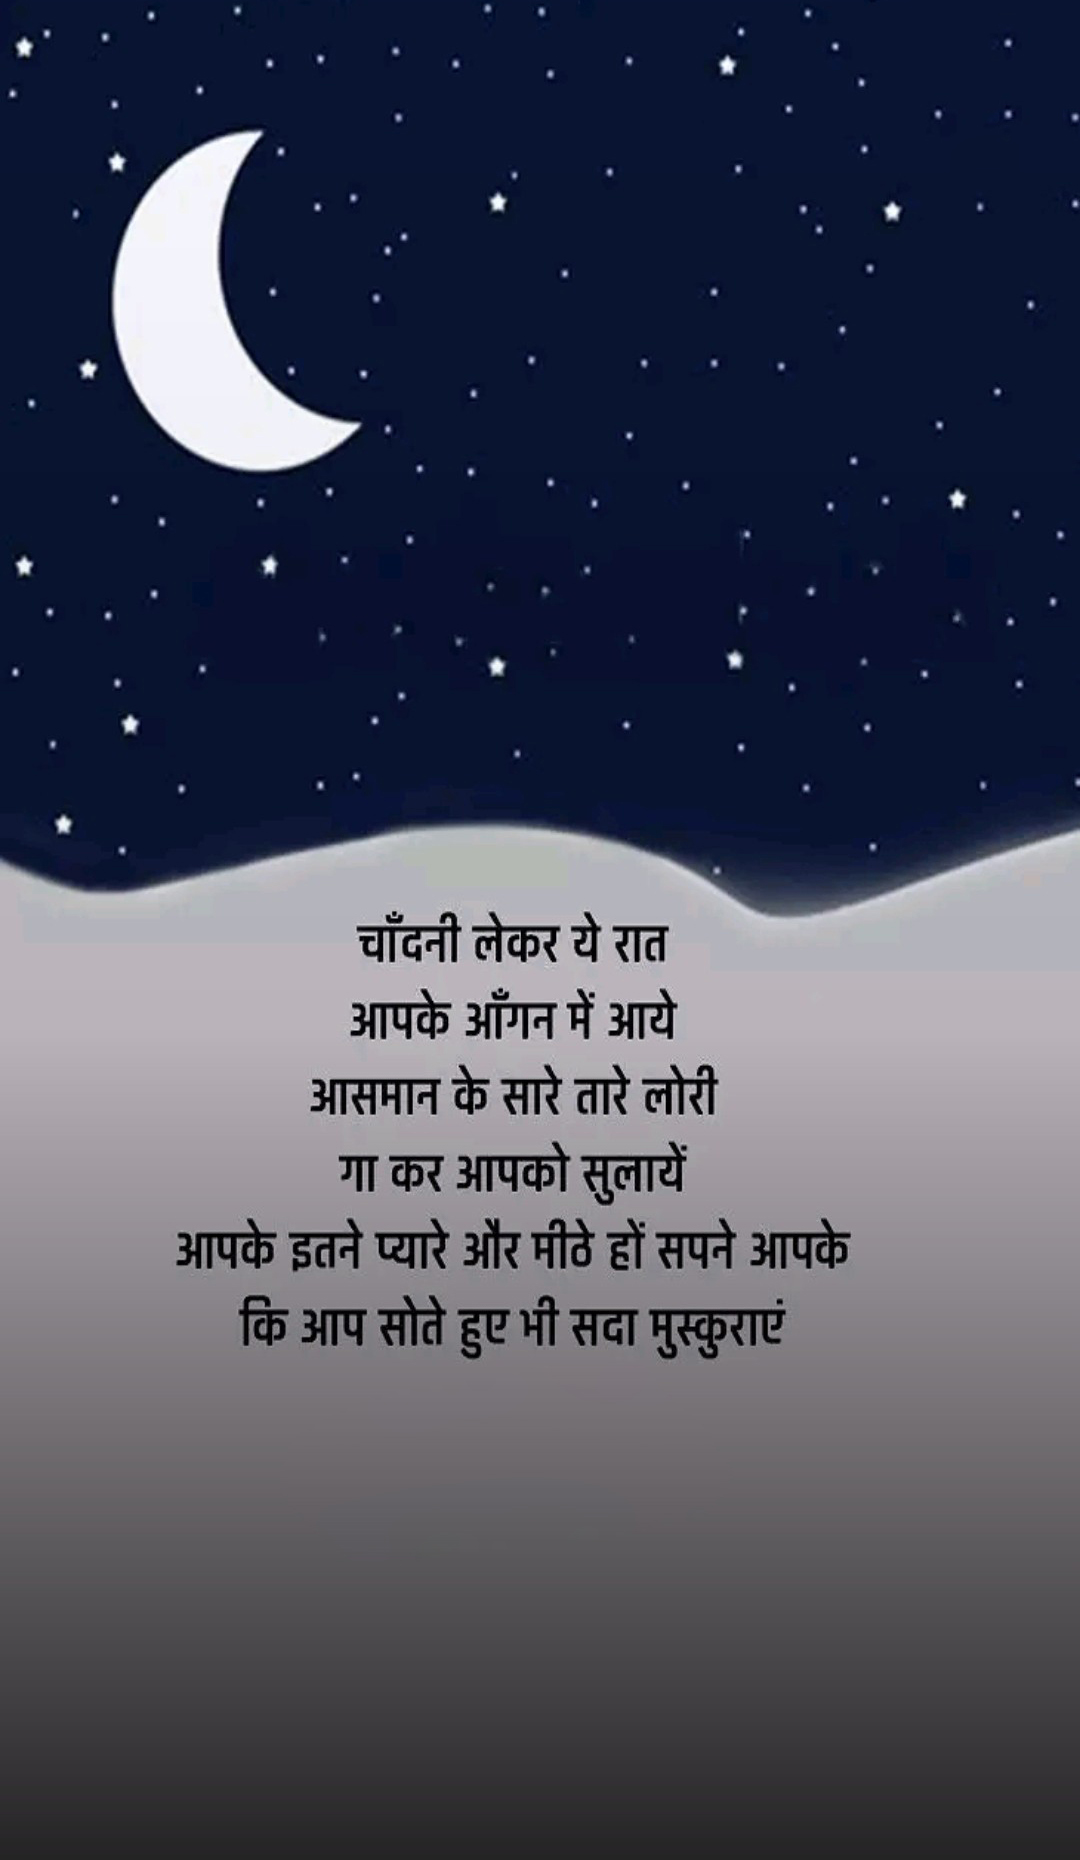 चाँदनी लेकर ये रात
आपके आँगन में आये
आसमान के सारे तारे लोरी
गा कर आपको सुलायें
आपके इतने प्यारे और मीठे हों सपने आपके
कि आप सोते हुए भी सदा मुस्कुराएं